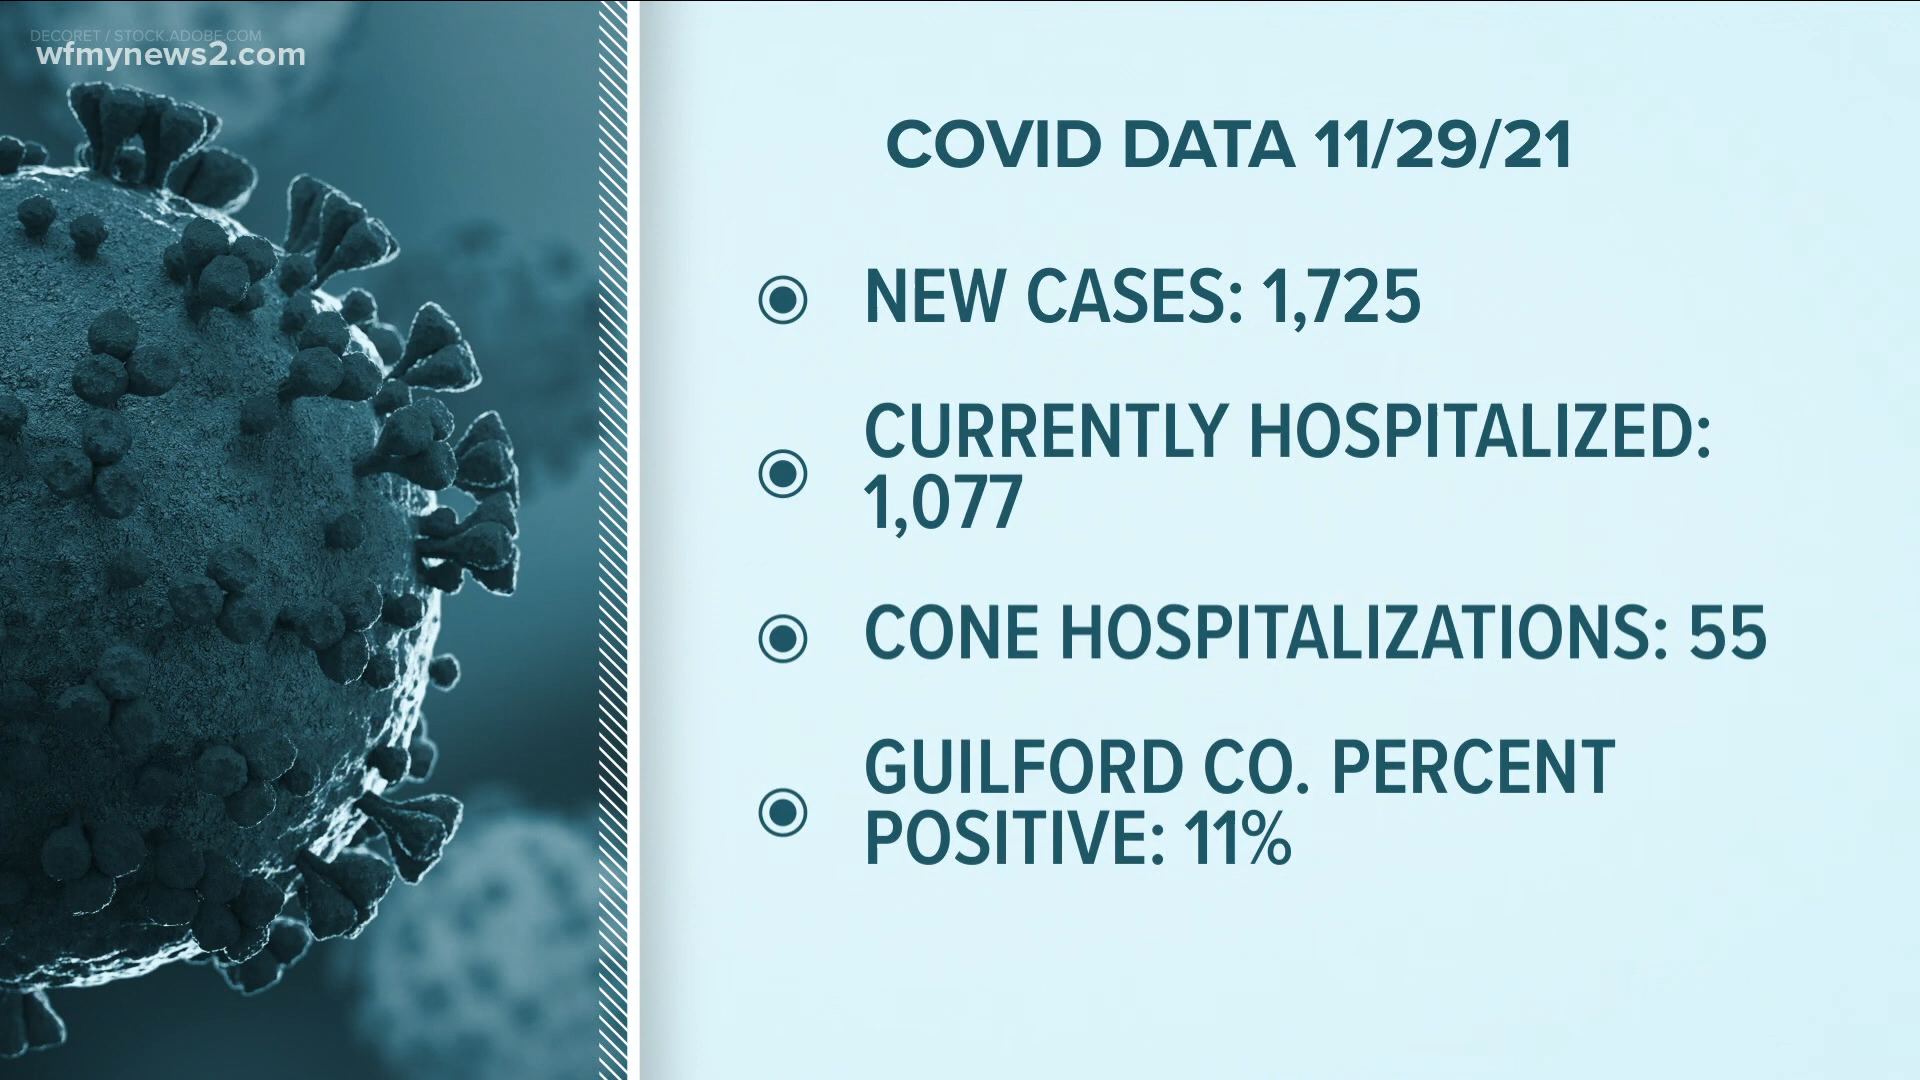 DECORET / STOCK.ADOBE.COM
wfmynews2.com
COVID DATA 11/29/21
NEW CASES: 1,725
CURRENTLY HOSPITALIZED:
1,077
CONE HOSPITALIZATIONS: 55
GUILFORD CO. PERCENT
POSITIVE: 11%